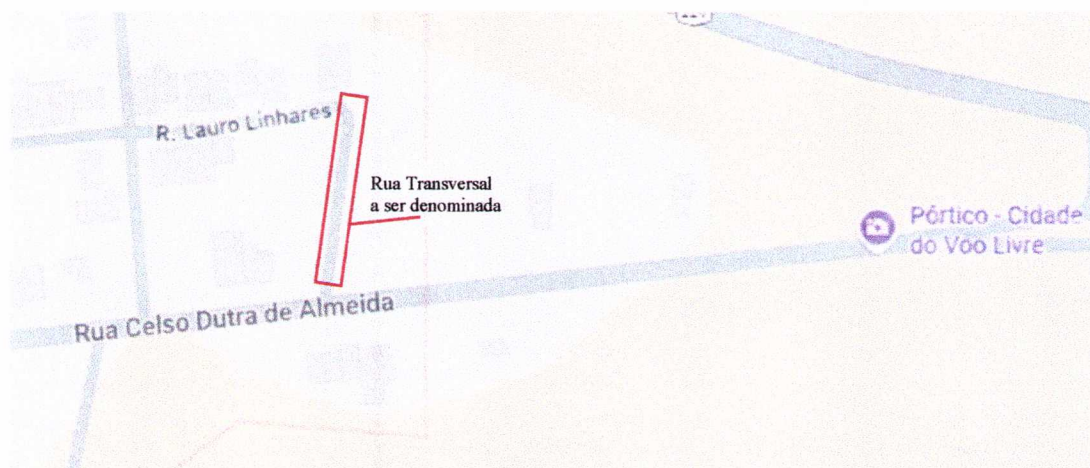 R. Lauro Linhares
Rua Transversal
a ser denominada
Pórtico - Cidade
do Vôo Livre
Rua Celso Dutra de Almeida